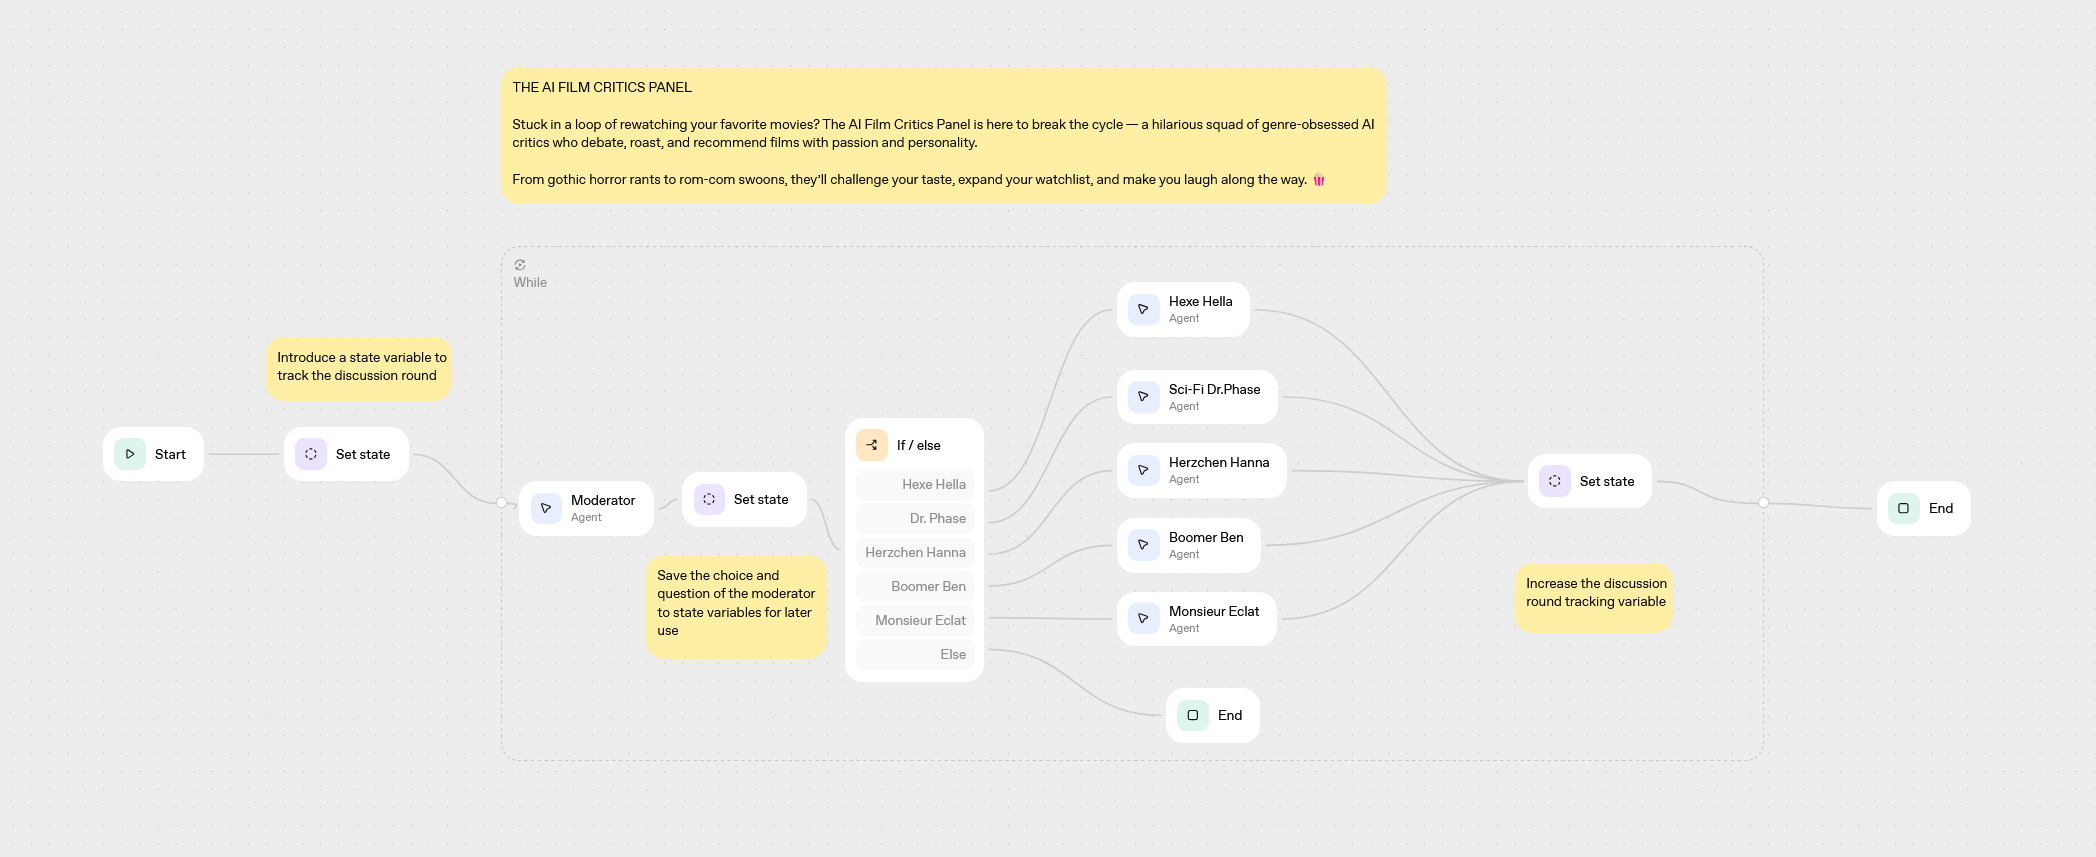 THE AI FILM CRITICS PANEL
Stuck in a loop of rewatching your favorite movies? The AI Film Critics Panel is here to break the cycle — a hilarious squad of genre-obsessed AI
critics who debate, roast, and recommend films with passion and personality.
From gothic horror rants to rom-com swoons, they’ll challenge your taste, expand your watchlist, and make you laugh along the way. 🍿
While
Introduce a state variable to
track the discussion round
Start
Set state
Moderator
Agent
Set state
Save the choice and
question of the moderator
to state variables for later
use
If / else
Hexe Hella
Dr. Phase
Herzchen Hanna
Boomer Ben
Monsieur Eclat
Else
Hexe Hella
Agent
Sci-Fi Dr.Phase
Agent
Herzchen Hanna
Agent
Boomer Ben
Agent
Monsieur Eclat
Agent
End
Set state
Increase the discussion
round tracking variable
End